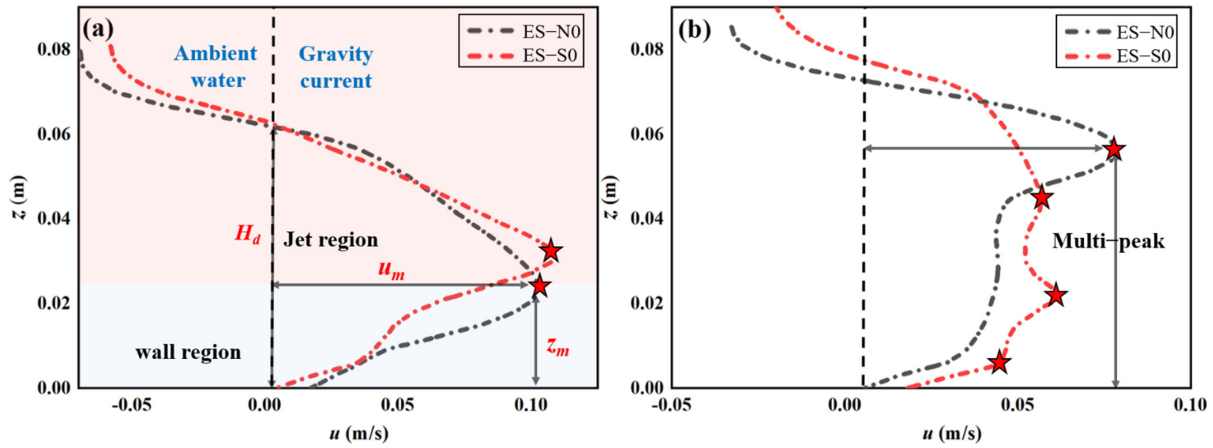 (a)
ES−N0
ES−S0
Ambient
water
Gravity
current
H_d
Jet region
u_m
wall region
z_m
z (m)
0.08
0.06
0.04
0.02
0.00
-0.05
0.00
0.05
0.10
u (m/s)
(b)
ES−N0
ES−S0
Multi−peak
z (m)
0.08
0.06
0.04
0.02
0.00
-0.05
0.00
0.05
0.10
u (m/s)